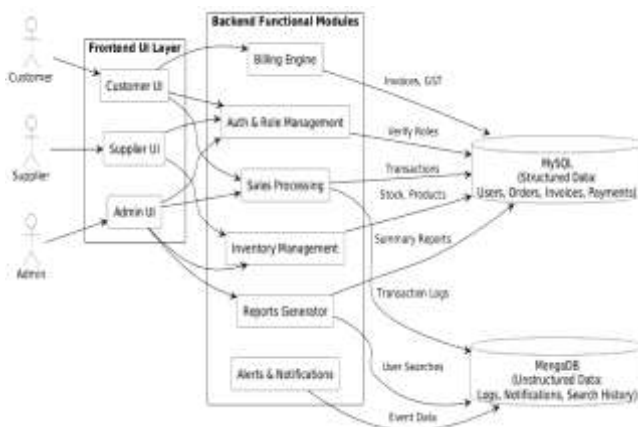 Backend Functional Modules
Frontend UI Layer
Billing Engine
Customer
Customer UI
Invoices, GST
Auth & Role Management
Verify Roles
Supplier UI
Supplier
MySQL
(Structured Data:
Users, Orders, Invoices, Payments)
Transactions
Sales Processing
Stock, Products
Admin UI
Admin
Inventory Management
Summary Reports
Reports Generator
Transaction Logs
User Searches
MongoDB
(Unstructured Data:
Logs, Notifications, Search History)
Alerts & Notifications
Event Data